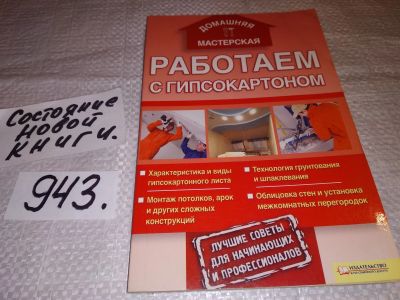 Состояние
новой
книги.
943.
ДОМАШНЯЯ
МАСТЕРСКАЯ
РАБОТАЕМ
С ГИПСОКАРТОНОМ
Характеристика и виды
гипсокартонного листа
Монтаж потолков, арок
и других сложных
конструкций
Технология грунтования
и шпаклевания
Облицовка стен и установка
межкомнатных перегородок
ЛУЧШИЕ СОВЕТЫ
ДЛЯ НАЧИНАЮЩИХ
И ПРОФЕССИОНАЛОВ
ИЗДАТЕЛЬСТВО